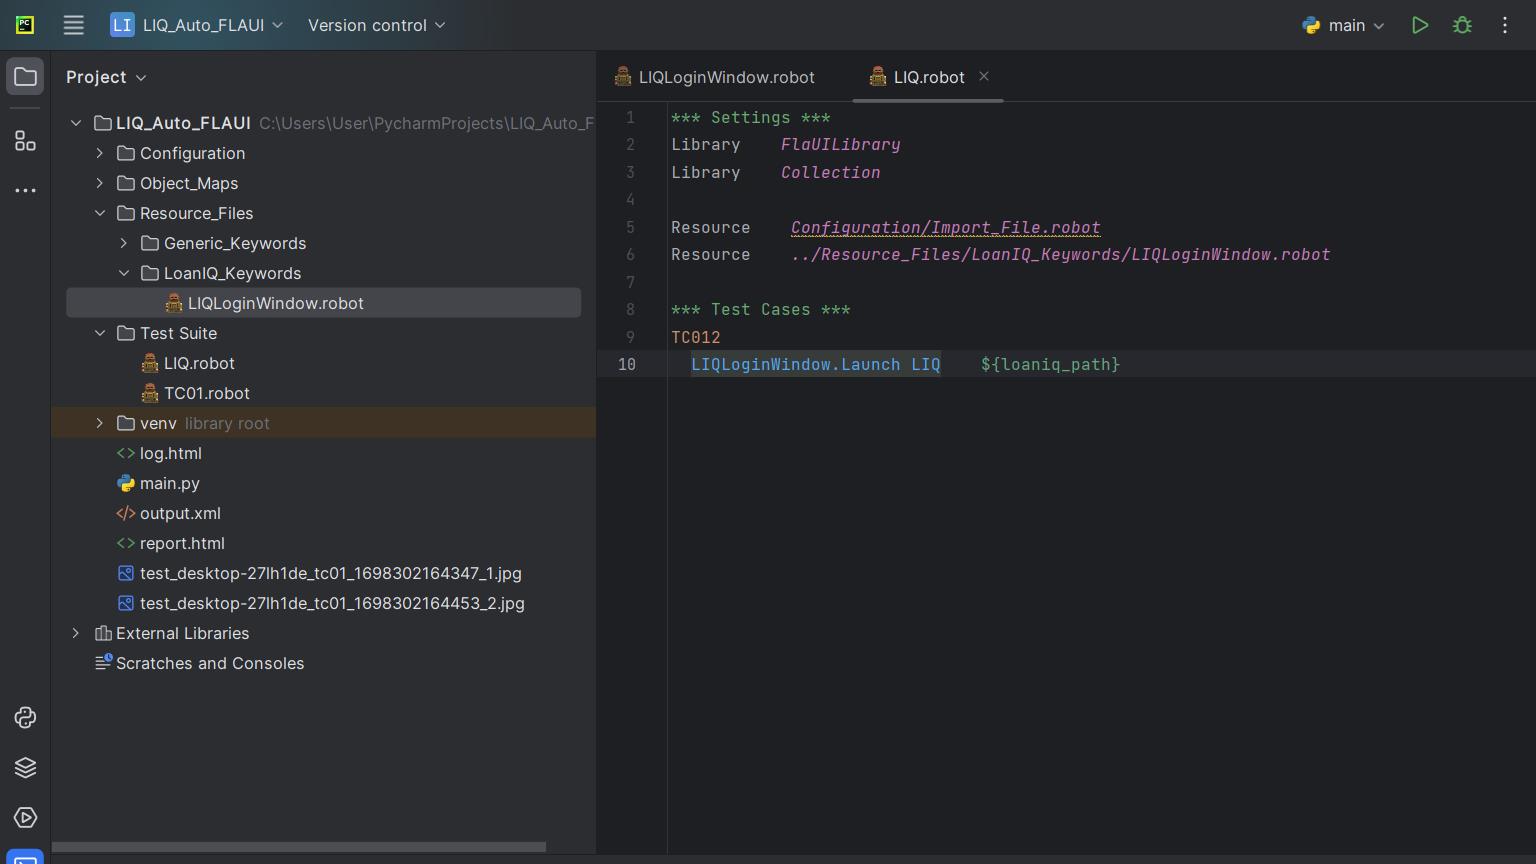 PC
LI LIQ_Auto_FLAUI Version control main
Project
LIQLoginWindow.robot LIQ.robot
LIQ_Auto_FLAUI C:\Users\User\PycharmProjects\LIQ_Auto_F
Configuration
Object_Maps
Resource_Files
Generic_Keywords
LoanIQ_Keywords
LIQLoginWindow.robot
Test Suite
LIQ.robot
TC01.robot
venv library root
log.html
main.py
output.xml
report.html
test_desktop-27lh1de_tc01_1698302164347_1.jpg
test_desktop-27lh1de_tc01_1698302164453_2.jpg
External Libraries
Scratches and Consoles
1 *** Settings ***
2 Library    FlaUILibrary
3 Library    Collection
4
5 Resource    Configuration/Import_File.robot
6 Resource    ../Resource_Files/LoanIQ_Keywords/LIQLoginWindow.robot
7
8 *** Test Cases ***
9 TC012
10   LIQLoginWindow.Launch LIQ    ${loaniq_path}